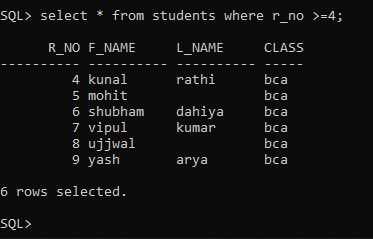 SQL> select * from students where r_no >=4;
R_NO F_NAME L_NAME CLASS
---------- ---------- ---------- -----
4 kunal rathi bca
5 mohit bca
6 shubham dahiya bca
7 vipul kumar bca
8 ujjwal bca
9 yash arya bca
6 rows selected.
SQL>